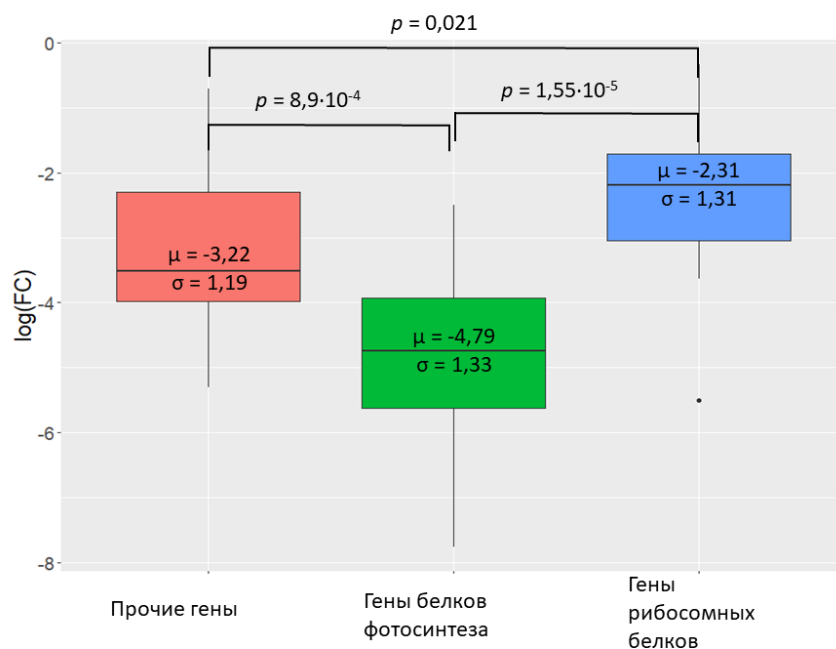 p = 0,021
p = 8,9·10⁻⁴
p = 1,55·10⁻⁵
log(FC)
0
-2
-4
-6
-8
μ = -3,22
σ = 1,19
μ = -4,79
σ = 1,33
μ = -2,31
σ = 1,31
Прочие гены
Гены белков
фотосинтеза
Гены
рибосомных
белков